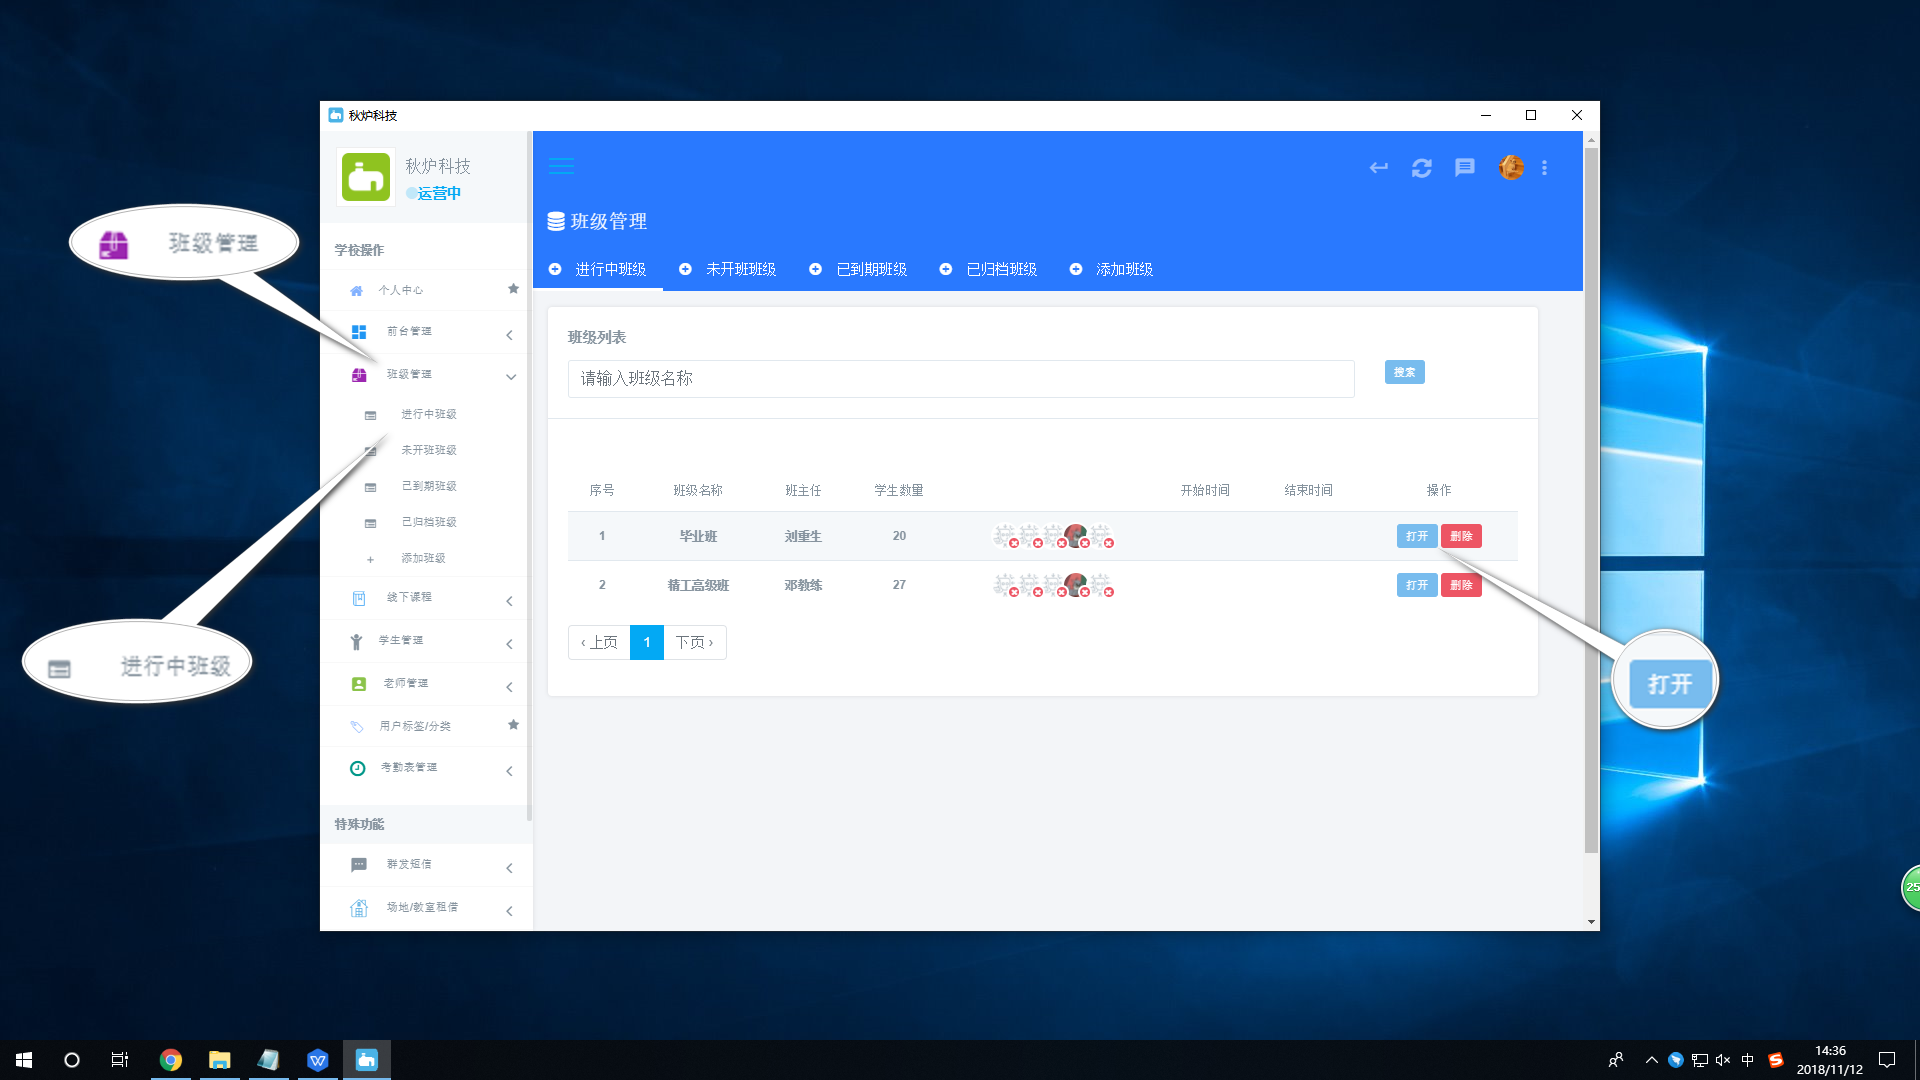 秋炉科技
秋炉科技
运营中
学校操作
个人中心
前台管理
班级管理
进行中班级
未开班班级
已到期班级
已归档班级
添加班级
线下课程
学生管理
老师管理
用户标签/分类
考勤表管理
特殊功能
群发短信
场地/教室租借
班级管理
进行中班级
班级管理
进行中班级 未开班班级 已到期班级 已归档班级 添加班级
班级列表
请输入班级名称 搜索
序号 班级名称 班主任 学生数量 开始时间 结束时间 操作
1 毕业班 刘重生 20 打开 删除
2 精工高级班 邓教练 27 打开 删除
‹ 上页 1 下页 ›
打开
25
中
14:36
2018/11/12